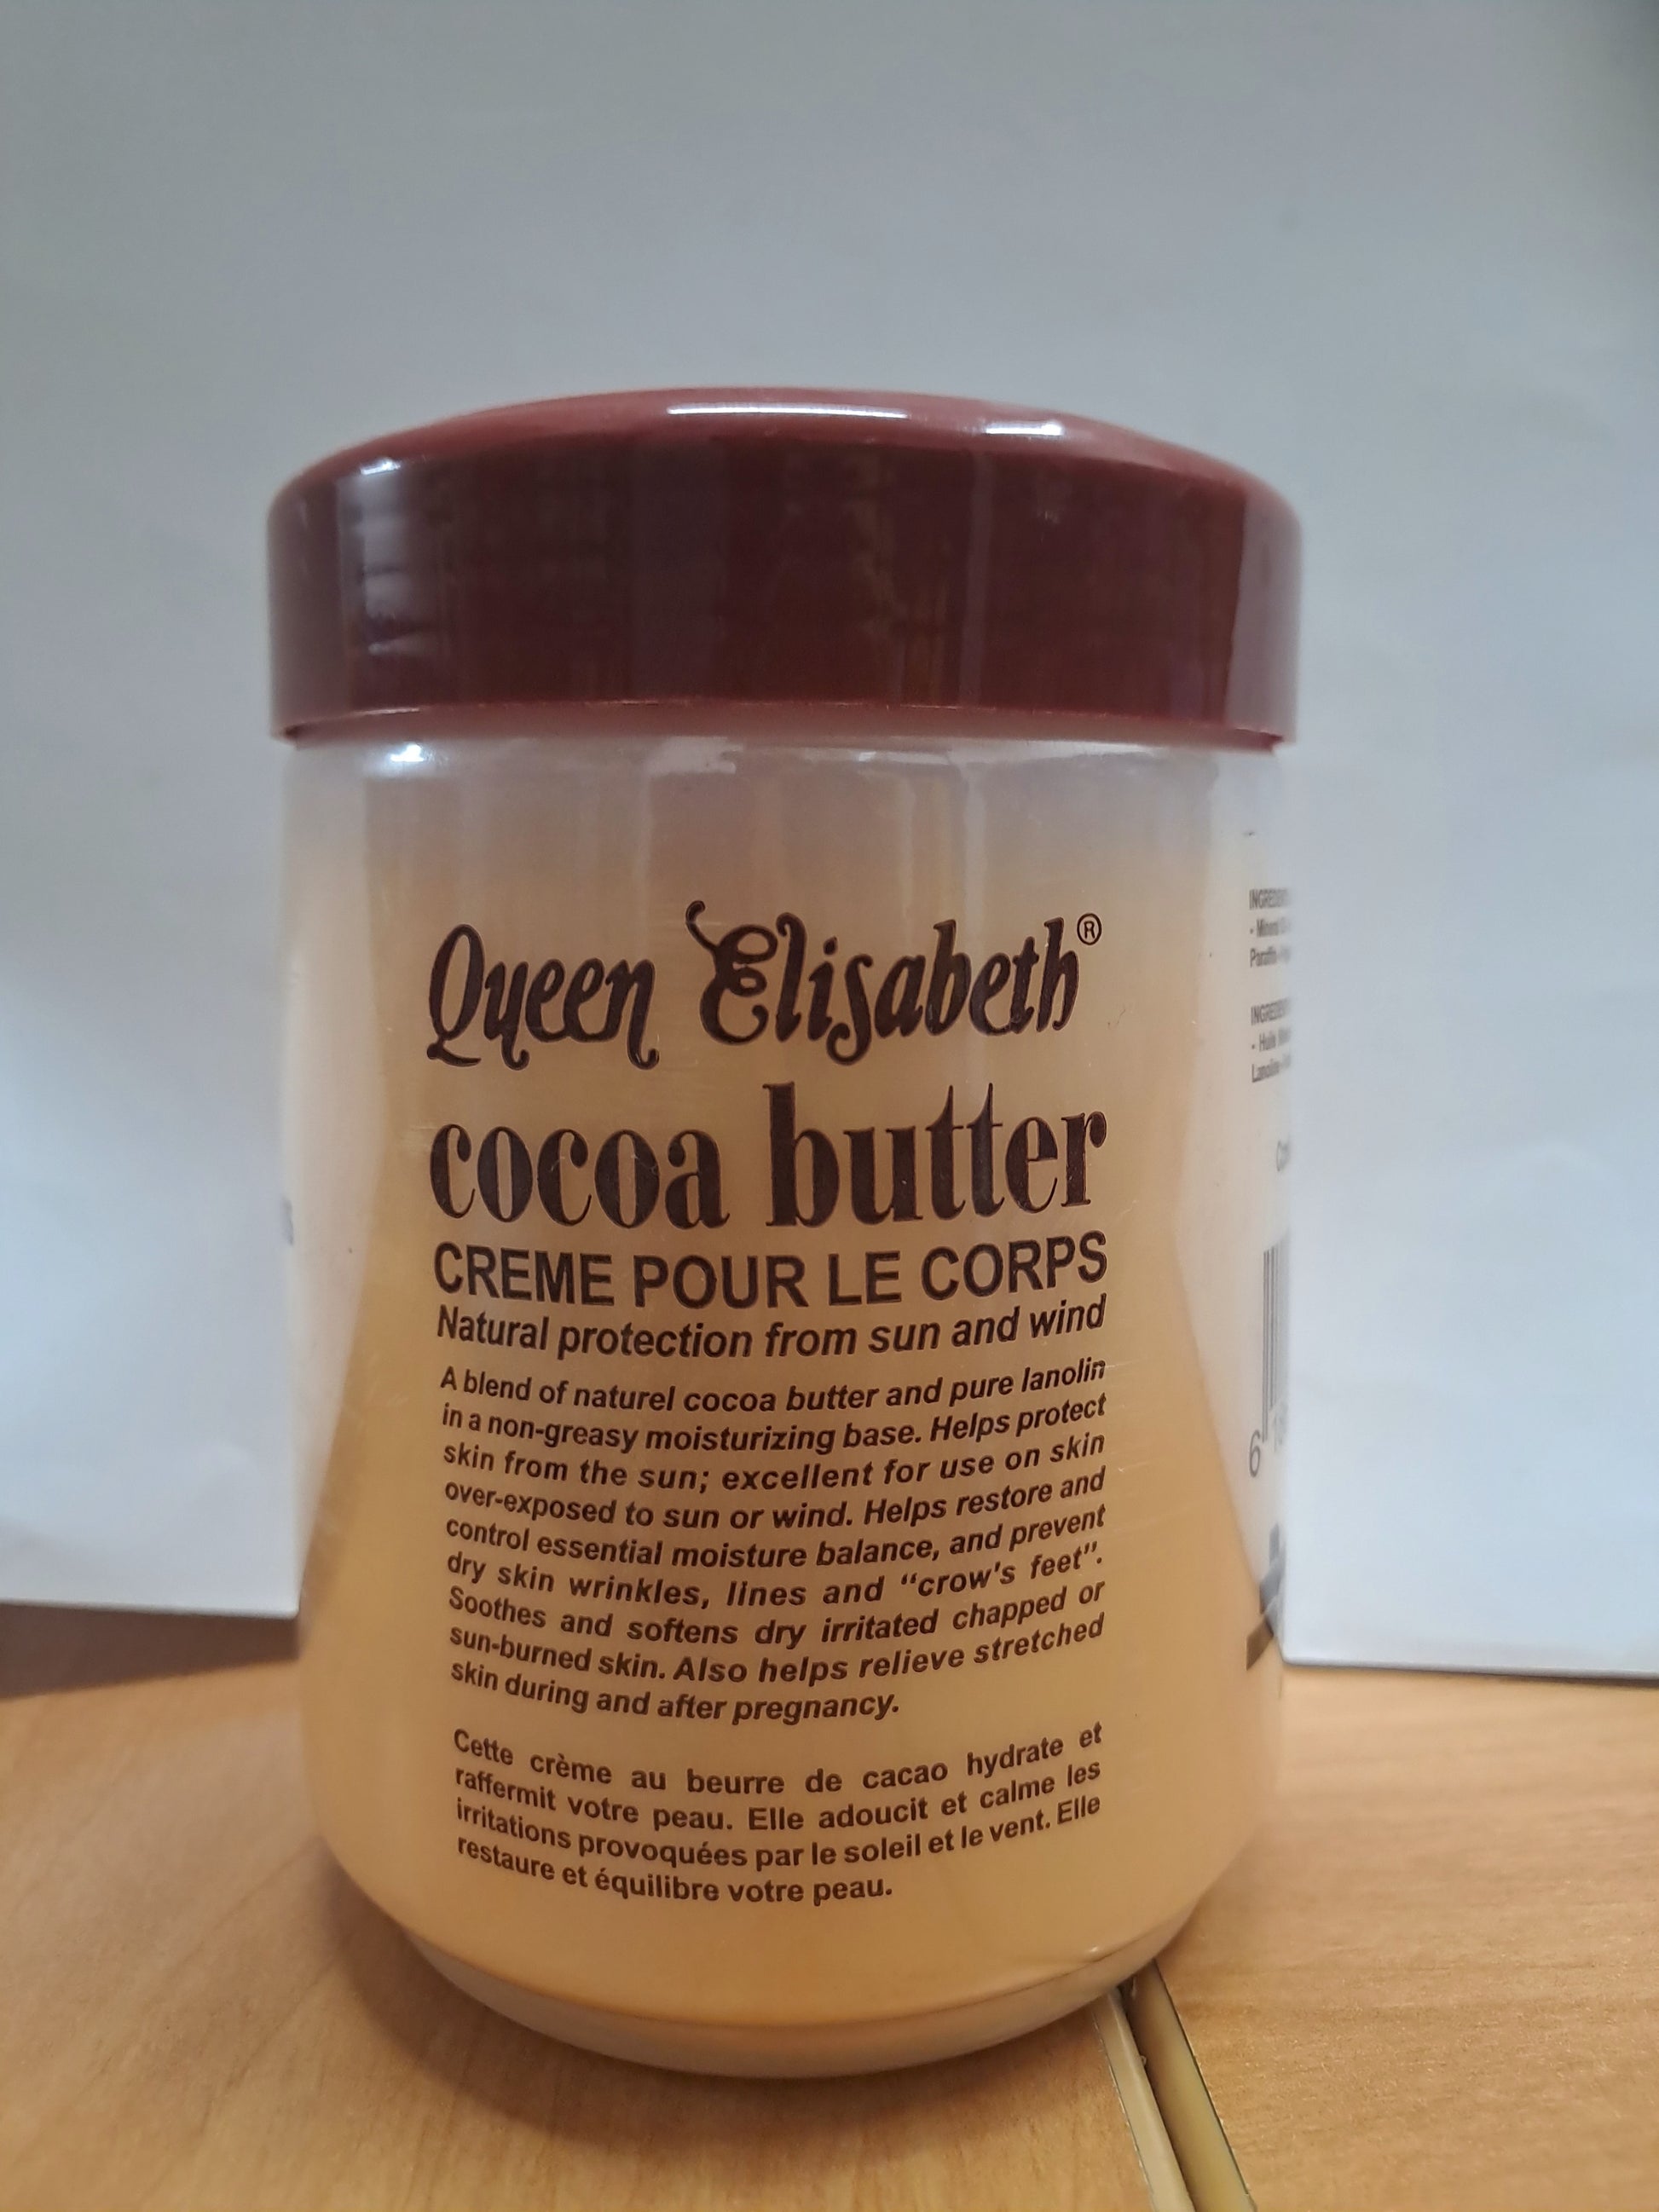 Queen Elisabeth®
cocoa butter
CREME POUR LE CORPS
Natural protection from sun and wind
A blend of naturel cocoa butter and pure lanolin
in a non-greasy moisturizing base. Helps protect
skin from the sun; excellent for use on skin
over-exposed to sun or wind. Helps restore and
control essential moisture balance, and prevent
dry skin wrinkles, lines and “crow's feet”.
Soothes and softens dry irritated chapped or
sun-burned skin. Also helps relieve stretched
skin during and after pregnancy.
Cette crème au beurre de cacao hydrate et
raffermit votre peau. Elle adoucit et calme les
irritations provoquées par le soleil et le vent. Elle
restaure et équilibre votre peau.
- Huile
6